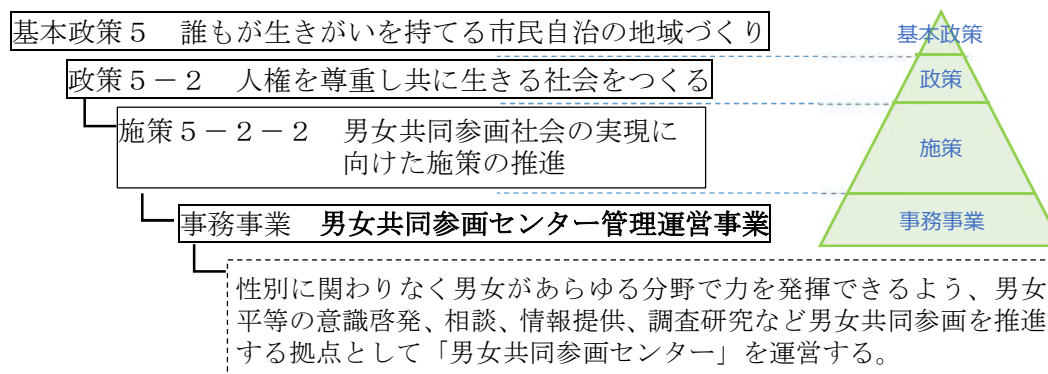 基本政策５　誰もが生きがいを持てる市民自治の地域づくり
政策５－２　人権を尊重し共に生きる社会をつくる
施策５－２－２　男女共同参画社会の実現に
向けた施策の推進
事務事業　男女共同参画センター管理運営事業
性別に関わりなく男女があらゆる分野で力を発揮できるよう、男女
平等の意識啓発、相談、情報提供、調査研究など男女共同参画を推進
する拠点として「男女共同参画センター」を運営する。
基本政策
政策
施策
事務事業